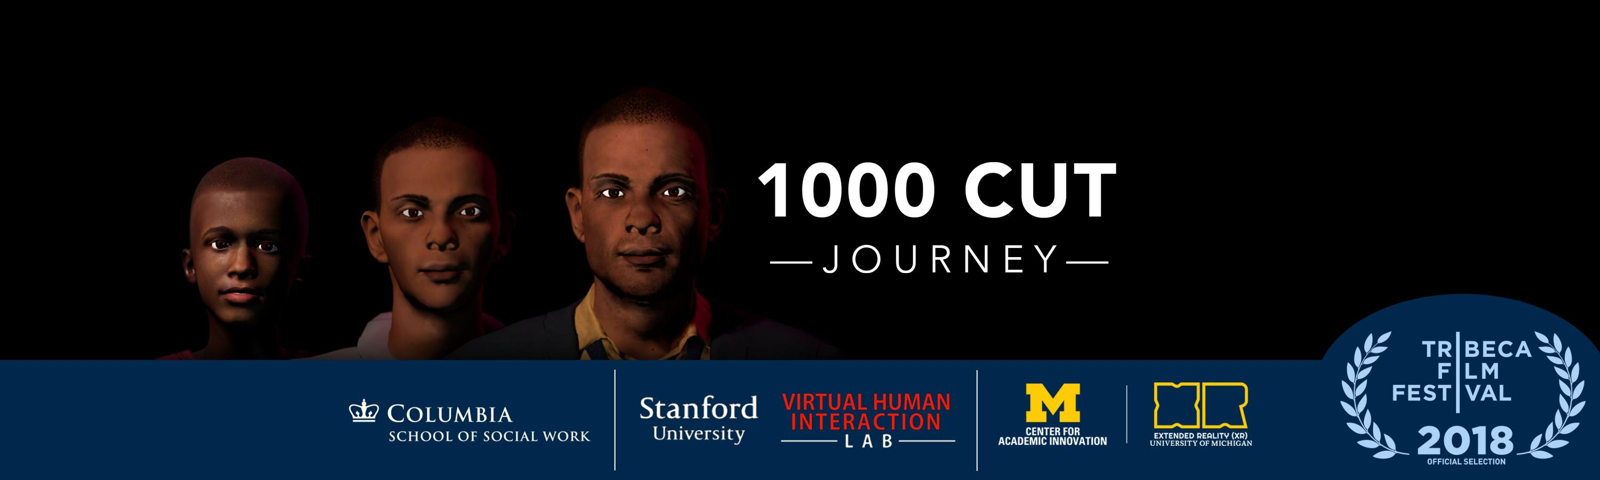 1000 CUT
JOURNEY
COLUMBIA
SCHOOL OF SOCIAL WORK
Stanford
University
VIRTUAL HUMAN
INTERACTION
LAB
M
CENTER FOR
ACADEMIC INNOVATION
XR
EXTENDED REALITY (XR)
UNIVERSITY OF MICHIGAN
TRIBECA
FILM
FESTIVAL
2018
OFFICIAL SELECTION